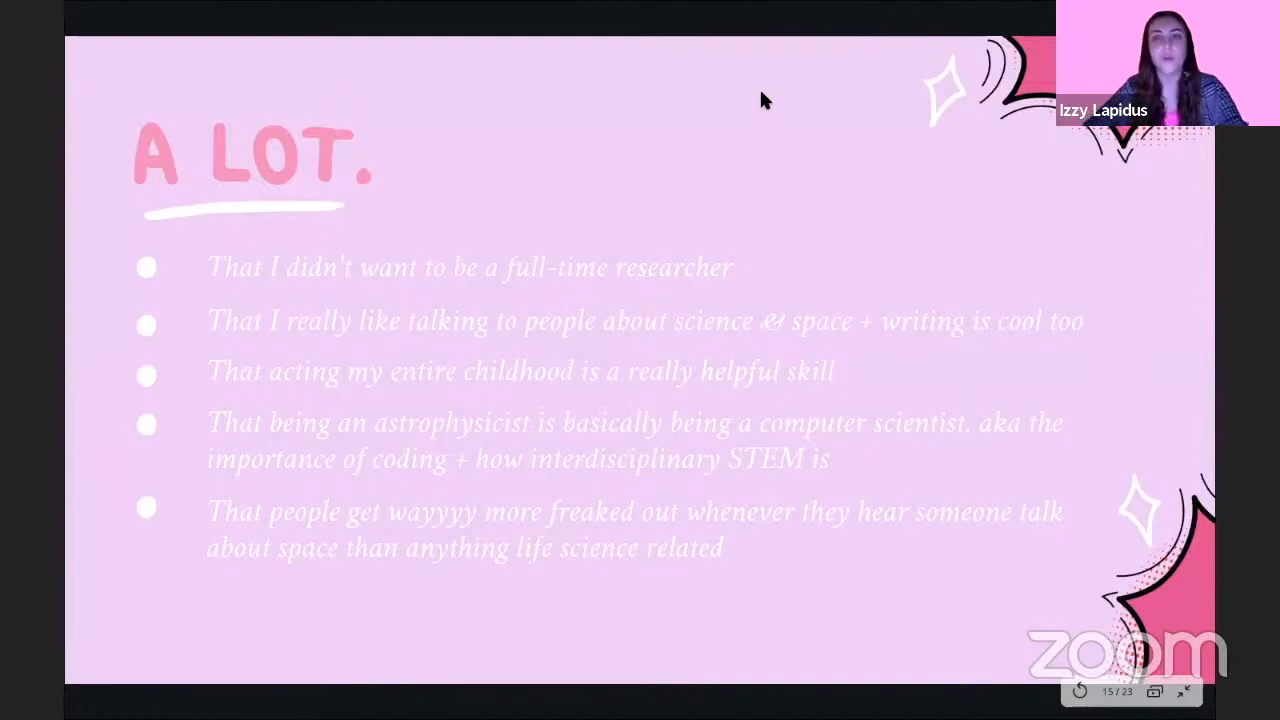 Izzy Lapidus
A LOT.
That I didn't want to be a full-time researcher
That I really like talking to people about science & space + writing is cool too
That acting my entire childhood is a really helpful skill
That being an astrophysicist is basically being a computer scientist. aka the
importance of coding + how interdisciplinary STEM is
That people get wayyyy more freaked out whenever they hear someone talk
about space than anything life science related
zoom
15 / 23